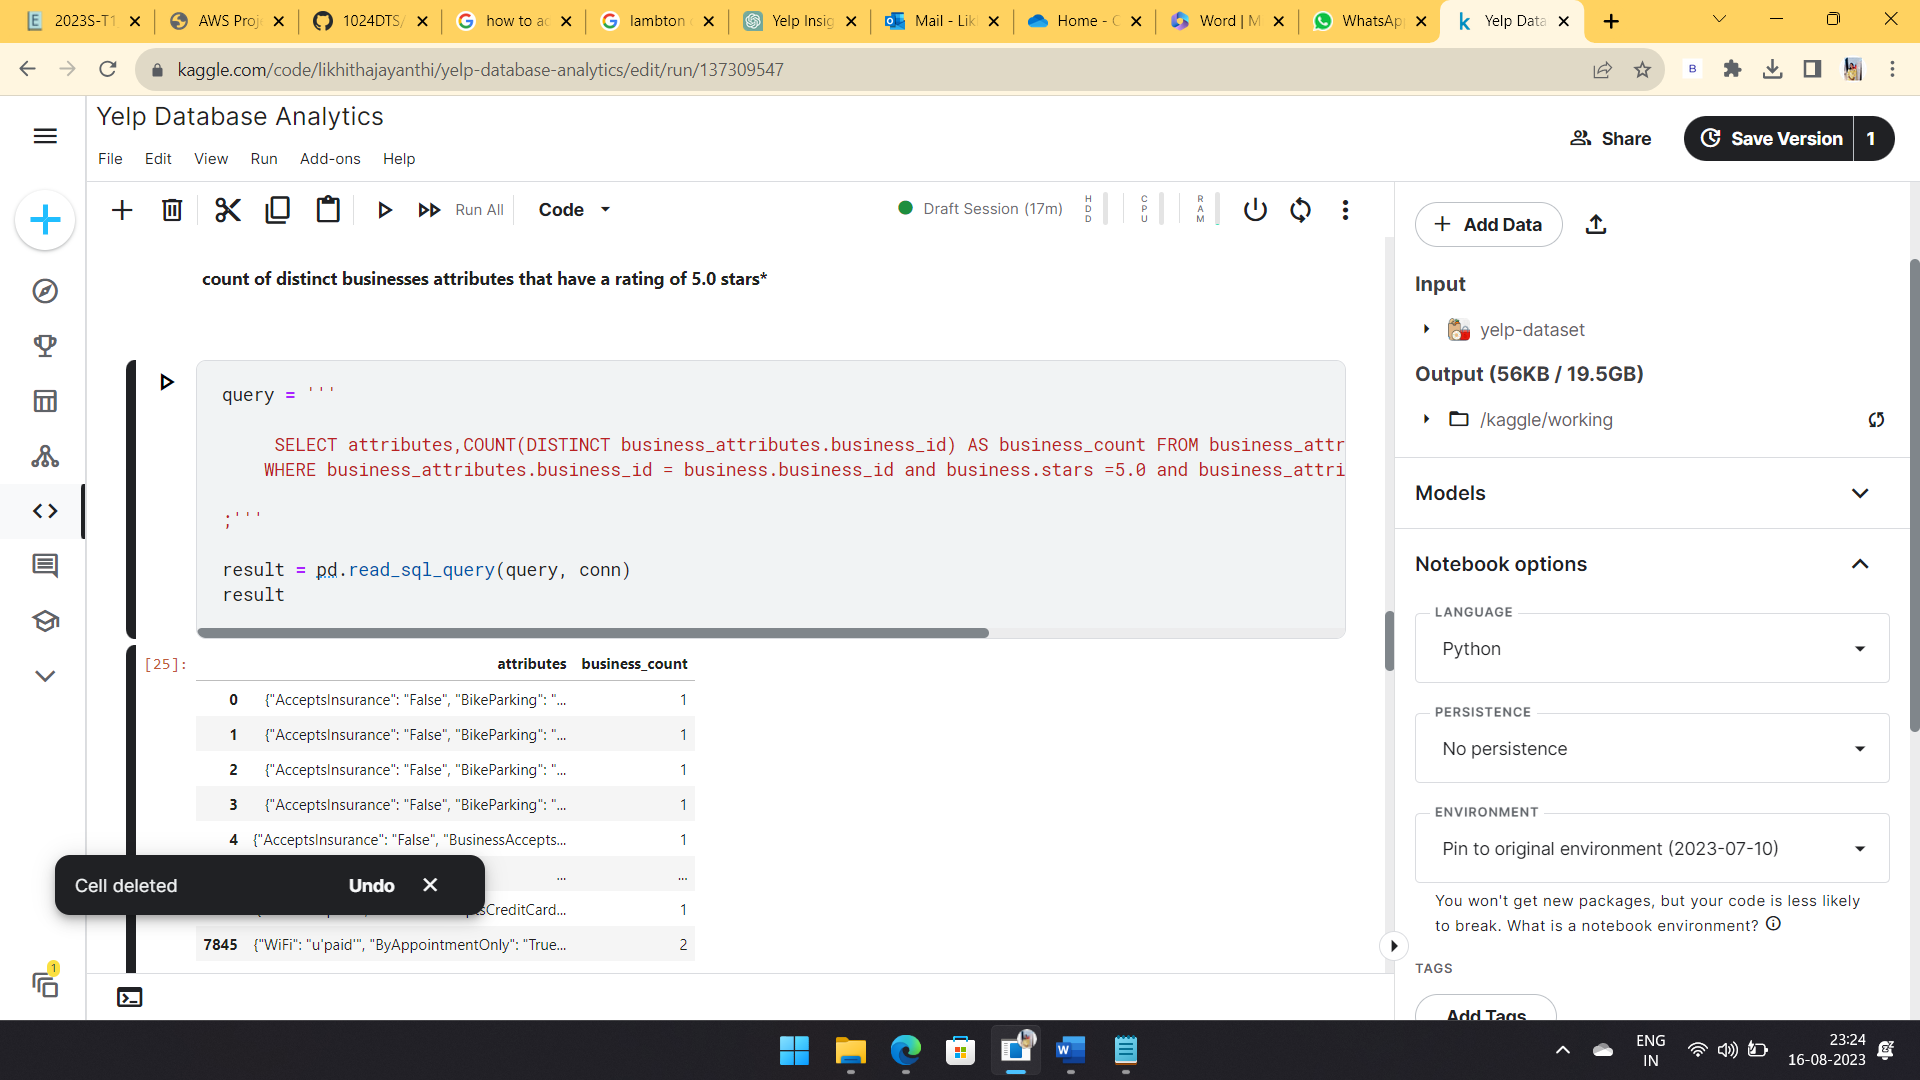 2023S-T1
AWS Proj
1024DTS/
how to ad
lambton
Yelp Insig
Mail - Lik
Home - C
Word | M
WhatsAp
Yelp Data
kaggle.com/code/likhithajayanthi/yelp-database-analytics/edit/run/137309547
B
Yelp Database Analytics
File Edit View Run Add-ons Help
Share
Save Version 1
Run All
Code
Draft Session (17m)
HDD
CPU
RAM
count of distinct businesses attributes that have a rating of 5.0 stars*
query = '''
SELECT attributes,COUNT(DISTINCT business_attributes.business_id) AS business_count FROM business_attr
WHERE business_attributes.business_id = business.business_id and business.stars =5.0 and business_attri
;'''
result = pd.read_sql_query(query, conn)
result
[25]:
attributes business_count
0 {"AcceptsInsurance": "False", "BikeParking": "... 1
1 {"AcceptsInsurance": "False", "BikeParking": "... 1
2 {"AcceptsInsurance": "False", "BikeParking": "... 1
3 {"AcceptsInsurance": "False", "BikeParking": "... 1
4 {"AcceptsInsurance": "False", "BusinessAccepts... 1
... ...
sCreditCard... 1
7845 {"WiFi": "u'paid'", "ByAppointmentOnly": "True... 2
Cell deleted Undo
1
Add Data
Input
yelp-dataset
Output (56KB / 19.5GB)
/kaggle/working
Models
Notebook options
LANGUAGE
Python
PERSISTENCE
No persistence
ENVIRONMENT
Pin to original environment (2023-07-10)
You won't get new packages, but your code is less likely
to break. What is a notebook environment?
TAGS
Add Tags
ENG
IN
23:24
16-08-2023